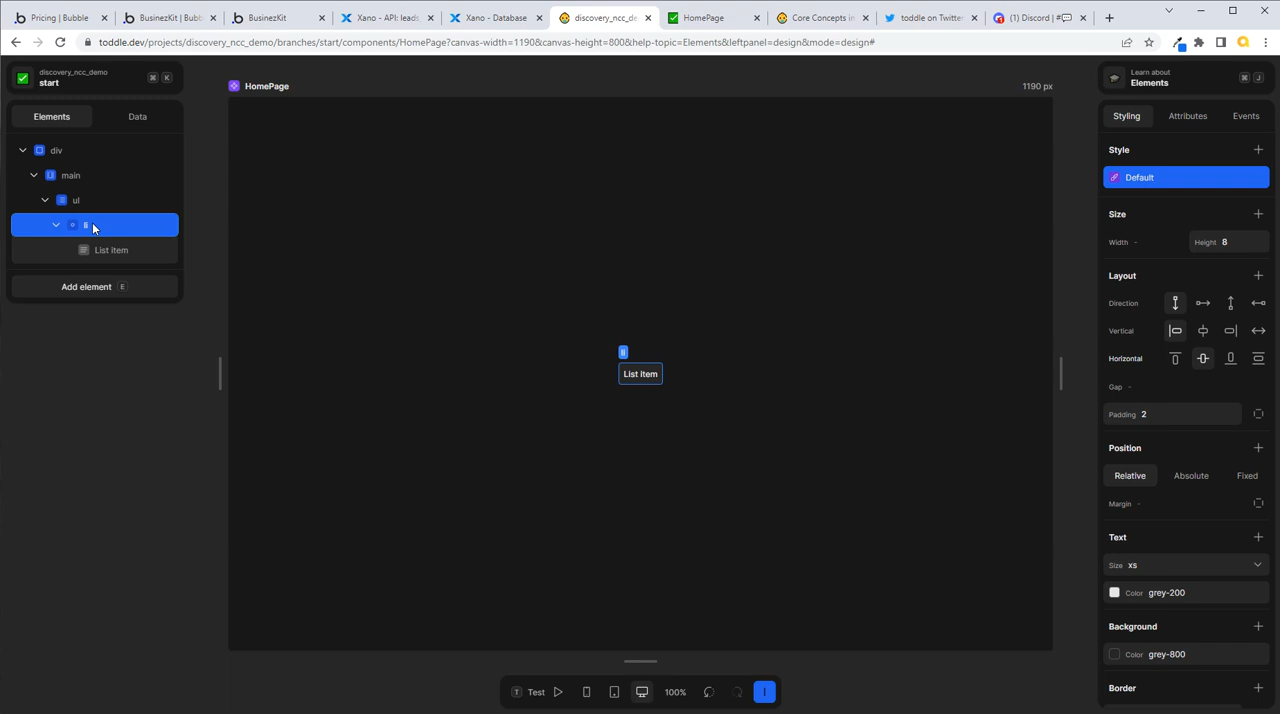 Pricing | Bubble
BusinezKit | Bubb
BusinezKit
Xano - API: leads
Xano - Database
discovery_ncc_de
HomePage
Core Concepts in
toddle on Twitter
(1) Discord | #
toddle.dev/projects/discovery_ncc_demo/branches/start/components/HomePage?canvas-width=1190&canvas-height=800&help-topic=Elements&leftpanel=design&mode=design#
discovery_ncc_demo
start
⌘ K
HomePage
1190 px
Learn about
Elements
⌘ J
Elements
Data
div
main
ul
li
List item
Add element E
li
List item
Styling
Attributes
Events
Style
Default
Size
Width -
Height 8
Layout
Direction
Vertical
Horizontal
Gap -
Padding 2
Position
Relative
Absolute
Fixed
Margin -
Text
Size xs
Color grey-200
Background
Color grey-800
Border
T Test
100%